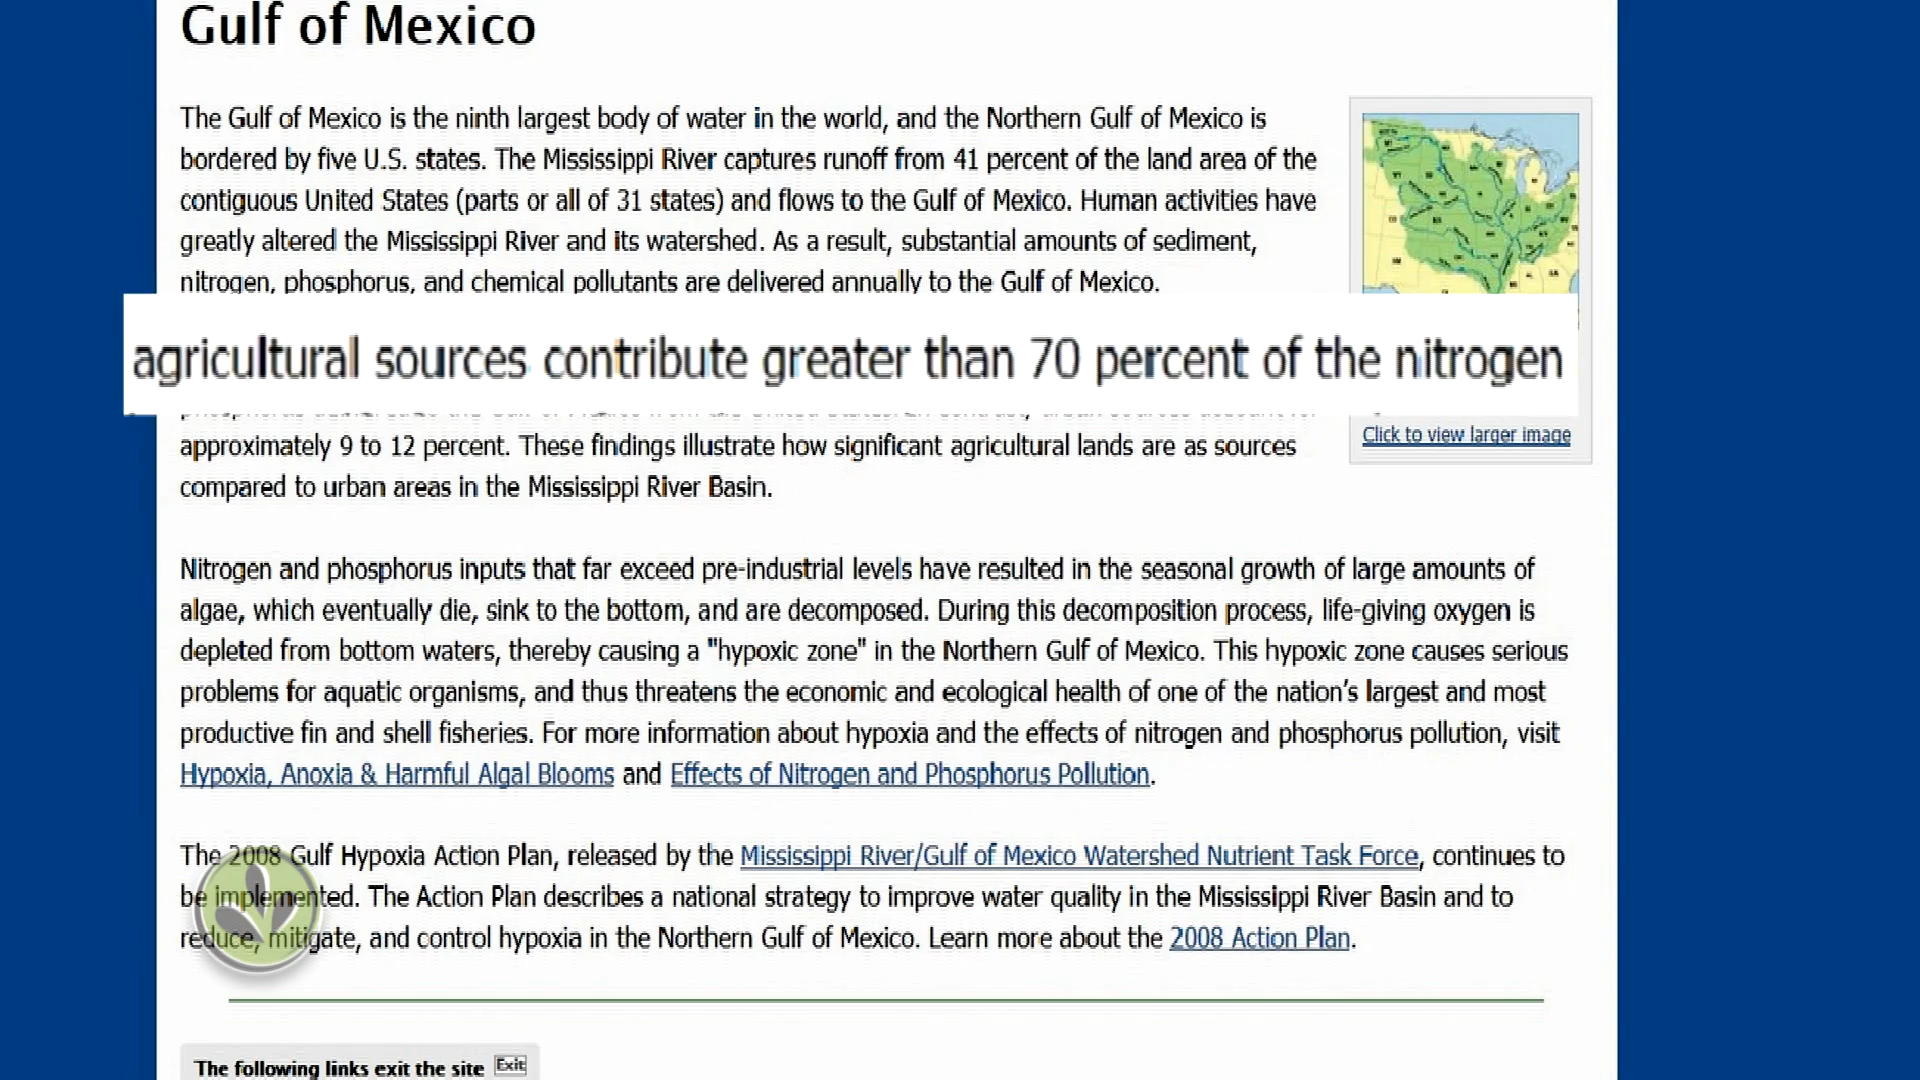 Gulf of Mexico
The Gulf of Mexico is the ninth largest body of water in the world, and the Northern Gulf of Mexico is
bordered by five U.S. states. The Mississippi River captures runoff from 41 percent of the land area of the
contiguous United States (parts or all of 31 states) and flows to the Gulf of Mexico. Human activities have
greatly altered the Mississippi River and its watershed. As a result, substantial amounts of sediment,
nitrogen, phosphorus, and chemical pollutants are delivered annually to the Gulf of Mexico.
agricultural sources contribute greater than 70 percent of the nitrogen
Click to view larger image
approximately 9 to 12 percent. These findings illustrate how significant agricultural lands are as sources
compared to urban areas in the Mississippi River Basin.
Nitrogen and phosphorus inputs that far exceed pre-industrial levels have resulted in the seasonal growth of large amounts of
algae, which eventually die, sink to the bottom, and are decomposed. During this decomposition process, life-giving oxygen is
depleted from bottom waters, thereby causing a "hypoxic zone" in the Northern Gulf of Mexico. This hypoxic zone causes serious
problems for aquatic organisms, and thus threatens the economic and ecological health of one of the nation's largest and most
productive fin and shell fisheries. For more information about hypoxia and the effects of nitrogen and phosphorus pollution, visit
Hypoxia, Anoxia & Harmful Algal Blooms and Effects of Nitrogen and Phosphorus Pollution.
The 2008 Gulf Hypoxia Action Plan, released by the Mississippi River/Gulf of Mexico Watershed Nutrient Task Force, continues to
be implemented. The Action Plan describes a national strategy to improve water quality in the Mississippi River Basin and to
reduce, mitigate, and control hypoxia in the Northern Gulf of Mexico. Learn more about the 2008 Action Plan.
The following links exit the site Exit